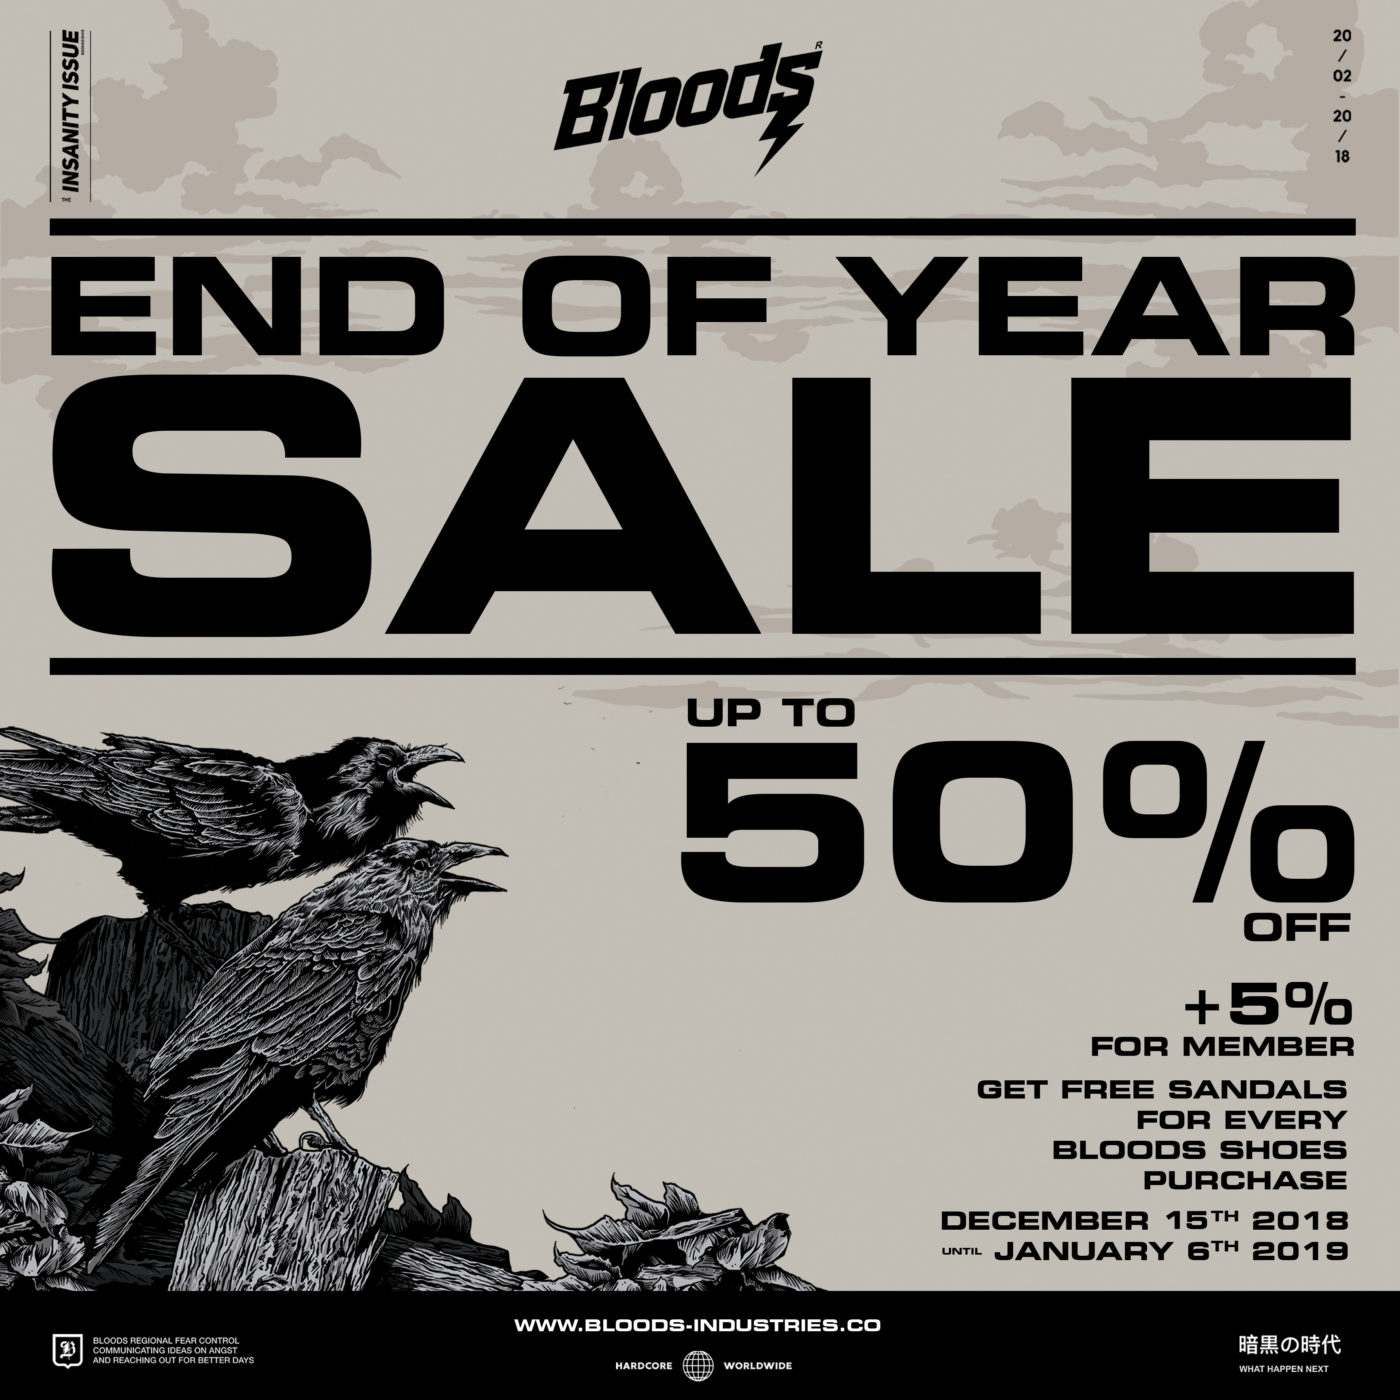 THE INSANITY ISSUE
Bloods R
20
/
02
-
20
/
18
END OF YEAR
SALE
UP TO
50%
OFF
+5%
FOR MEMBER
GET FREE SANDALS
FOR EVERY
BLOODS SHOES
PURCHASE
DECEMBER 15TH 2018
UNTIL JANUARY 6TH 2019
WWW.BLOODS-INDUSTRIES.CO
HARDCORE WORLDWIDE
B
BLOODS REGIONAL FEAR CONTROL
COMMUNICATING IDEAS ON ANGST
AND REACHING OUT FOR BETTER DAYS
暗黒の時代
WHAT HAPPEN NEXT